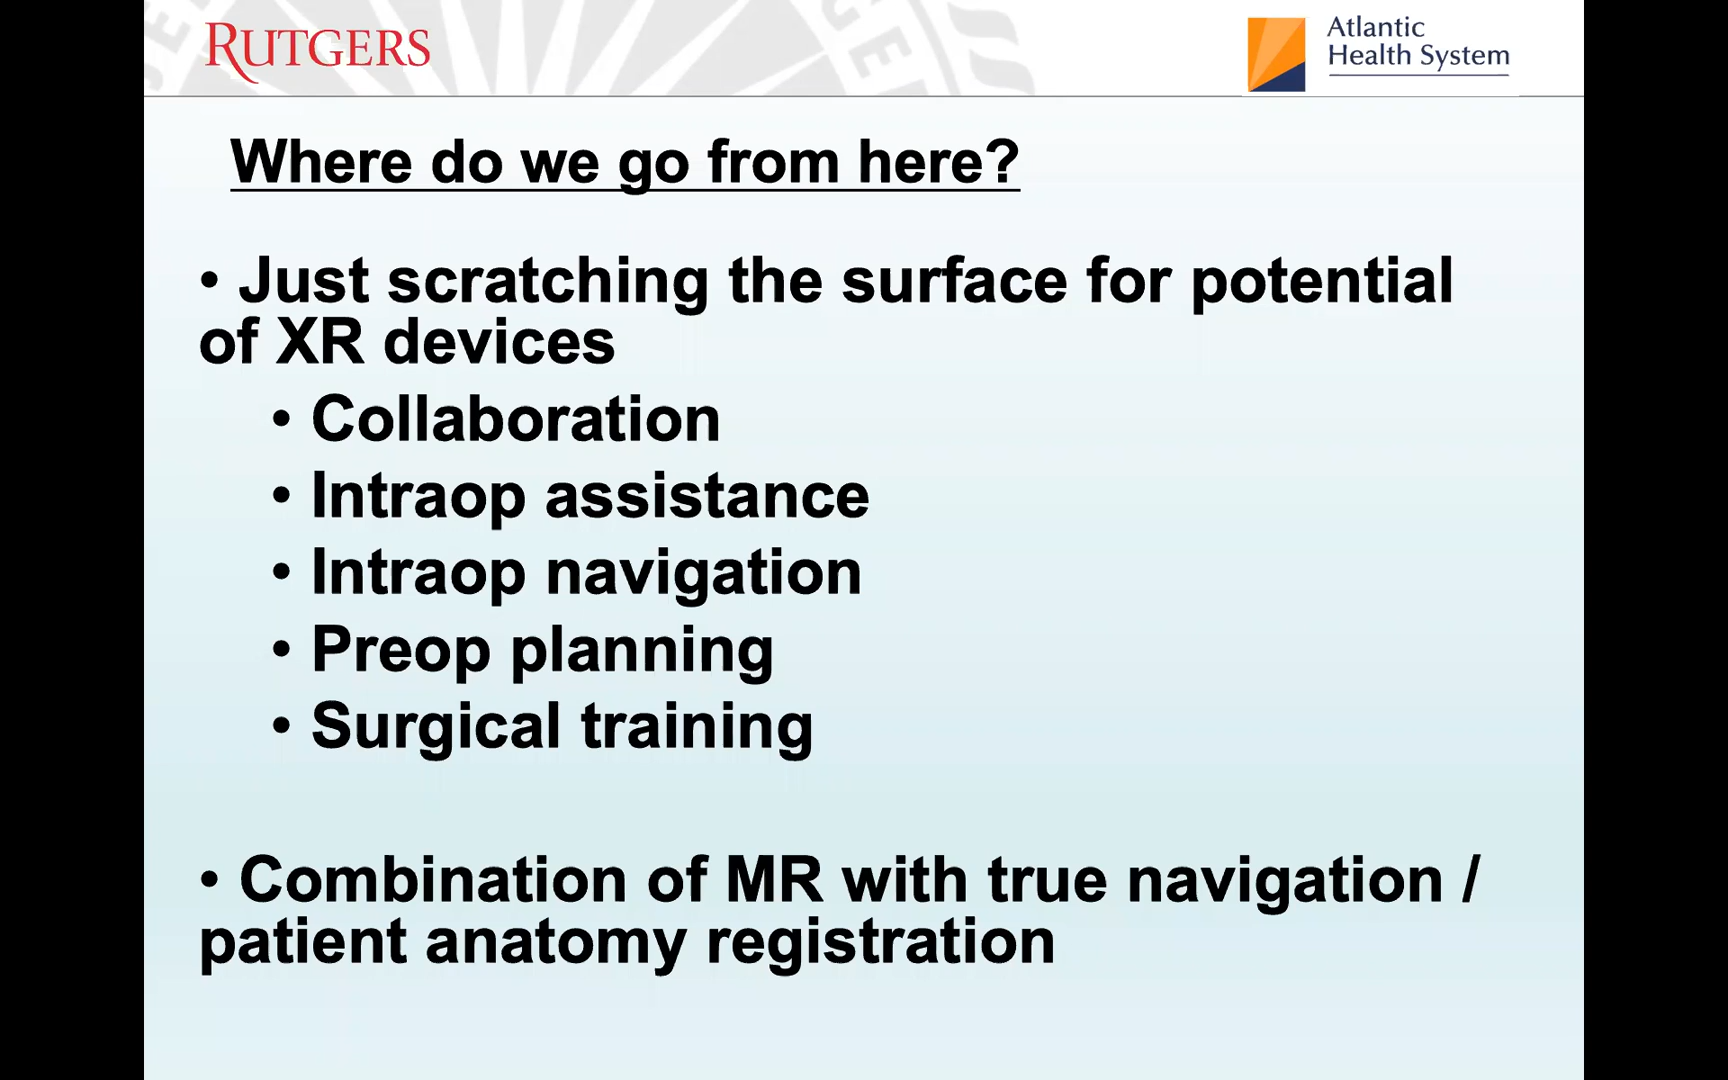 RUTGERS
Atlantic
Health System
Where do we go from here?
• Just scratching the surface for potential
of XR devices
• Collaboration
• Intraop assistance
• Intraop navigation
• Preop planning
• Surgical training
• Combination of MR with true navigation /
patient anatomy registration